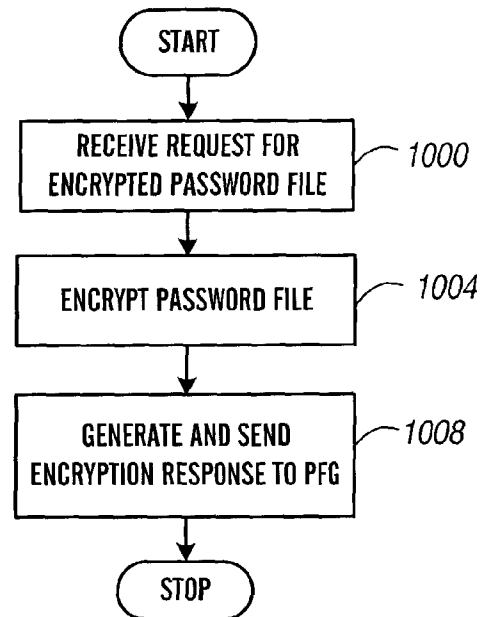 START
RECEIVE REQUEST FOR
ENCRYPTED PASSWORD FILE
1000
ENCRYPT PASSWORD FILE
1004
GENERATE AND SEND
ENCRYPTION RESPONSE TO PFG
1008
STOP